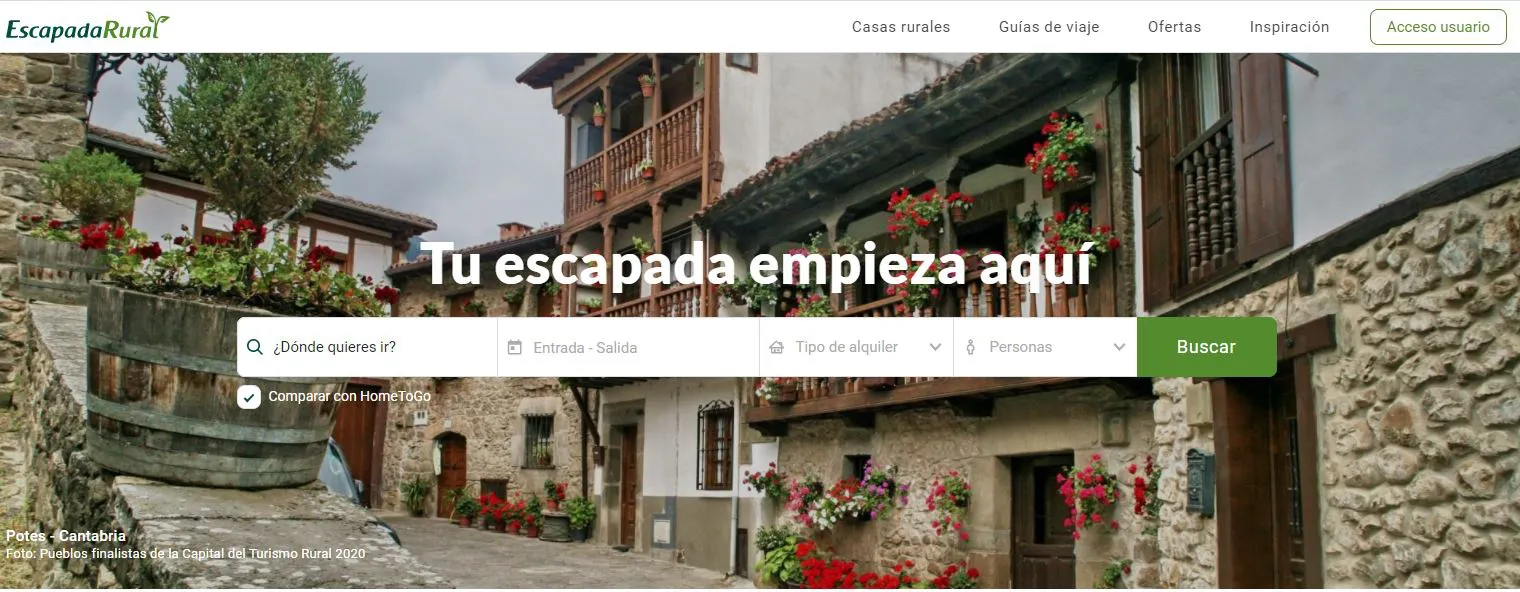 EscapadaRural
Casas rurales
Guías de viaje
Ofertas
Inspiración
Acceso usuario
Tu escapada empieza aquí
¿Dónde quieres ir?
Entrada - Salida
Tipo de alquiler
Personas
Buscar
Comparar con HomeToGo
Potes - Cantabria
Foto: Pueblos finalistas de la Capital del Turismo Rural 2020